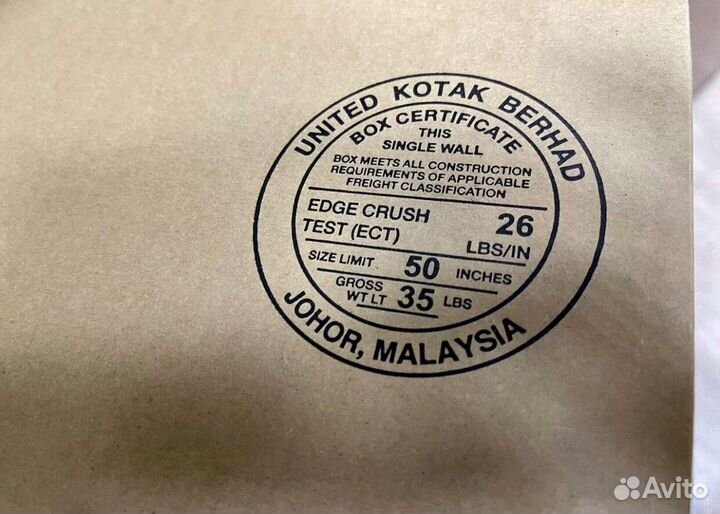 UNITED KOTAK BERHAD
BOX CERTIFICATE
THIS
SINGLE WALL
BOX MEETS ALL CONSTRUCTION
REQUIREMENTS OF APPLICABLE
FREIGHT CLASSIFICATION
EDGE CRUSH 26
TEST (ECT) LBS/IN
SIZE LIMIT 50 INCHES
GROSS
WT LT 35 LBS
JOHOR, MALAYSIA
Avito